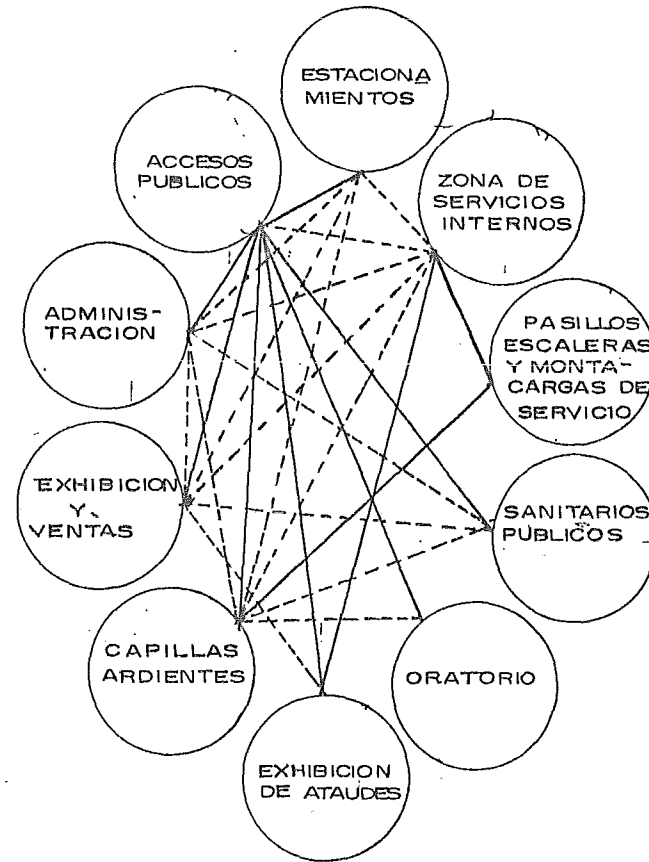 ESTACIONA
MIENTOS
ACCESOS
PUBLICOS
ZONA DE
SERVICIOS
INTERNOS
ADMINIS-
TRACION
PASILLOS
ESCALERAS
Y MONTA-
CARGAS DE
SERVICIO
EXHIBICION
Y
VENTAS
SANITARIOS
PUBLICOS
CAPILLAS
ARDIENTES
ORATORIO
EXHIBICION
DE ATAUDES